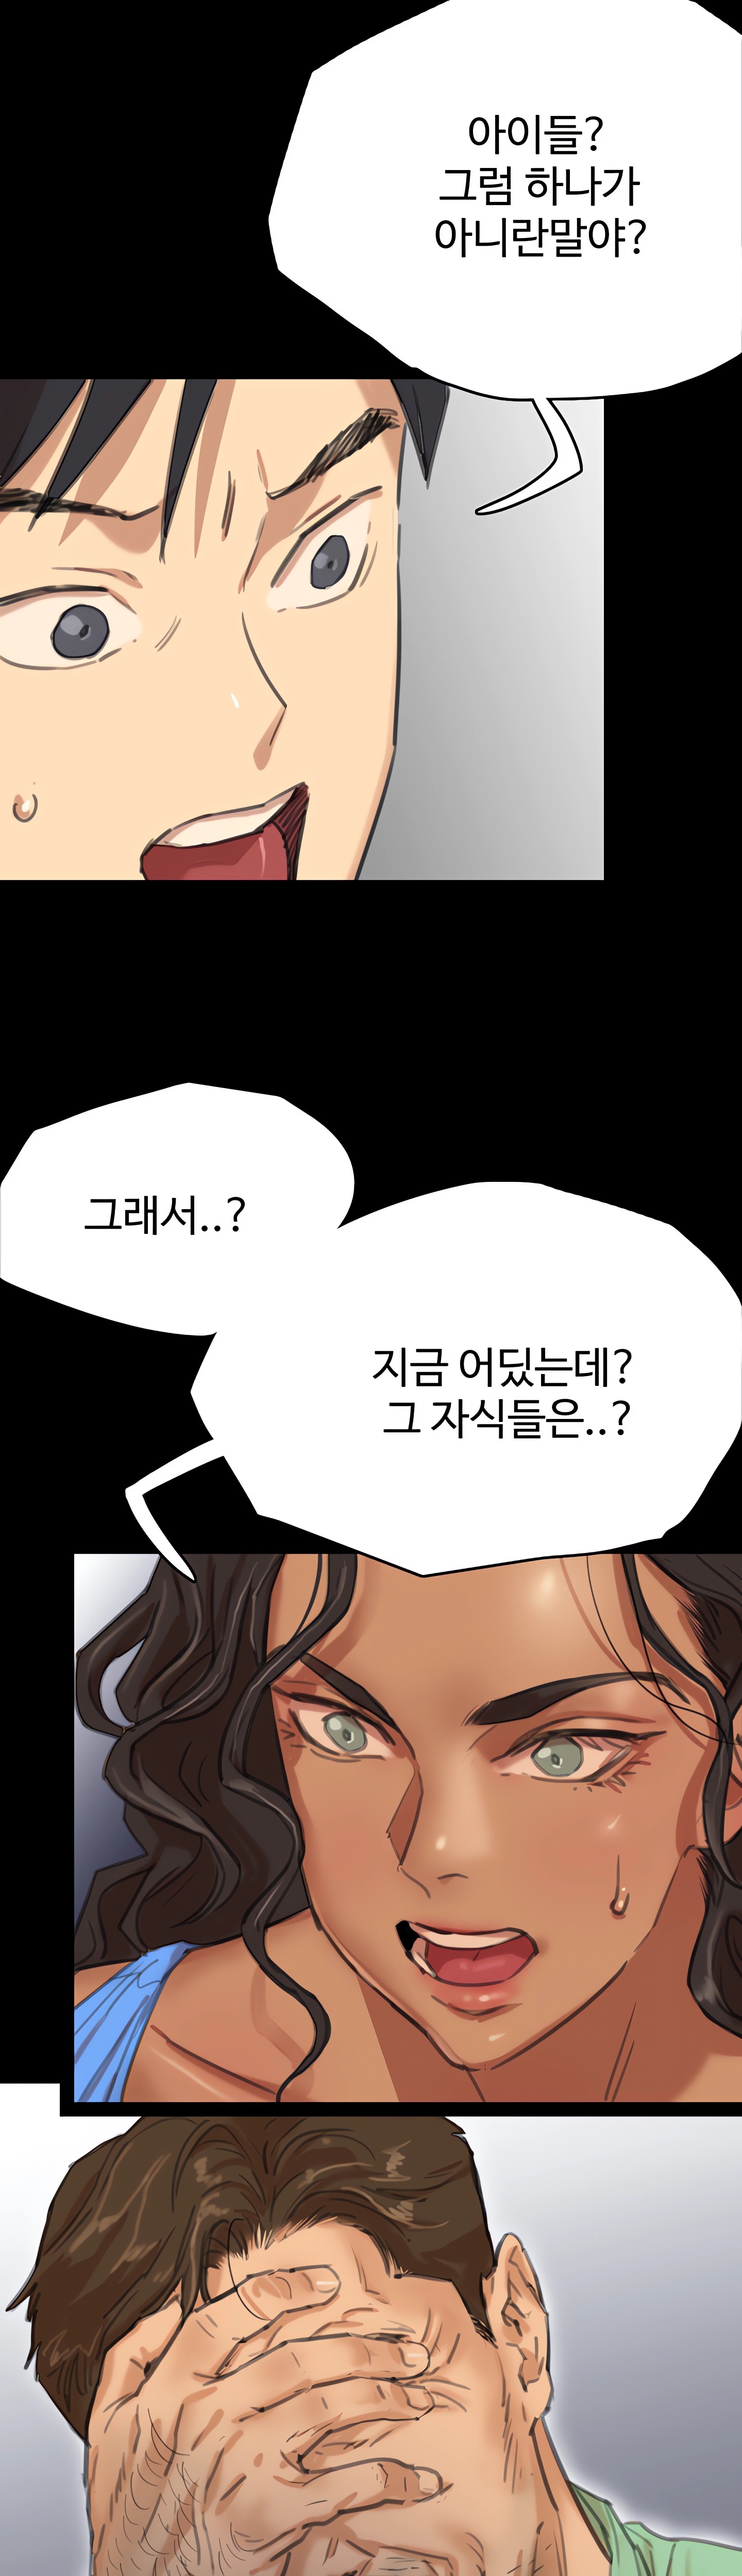 아이들?
그럼 하나가
아니란말야?
그래서..?
지금 어딨는데?
그 자식들은..?